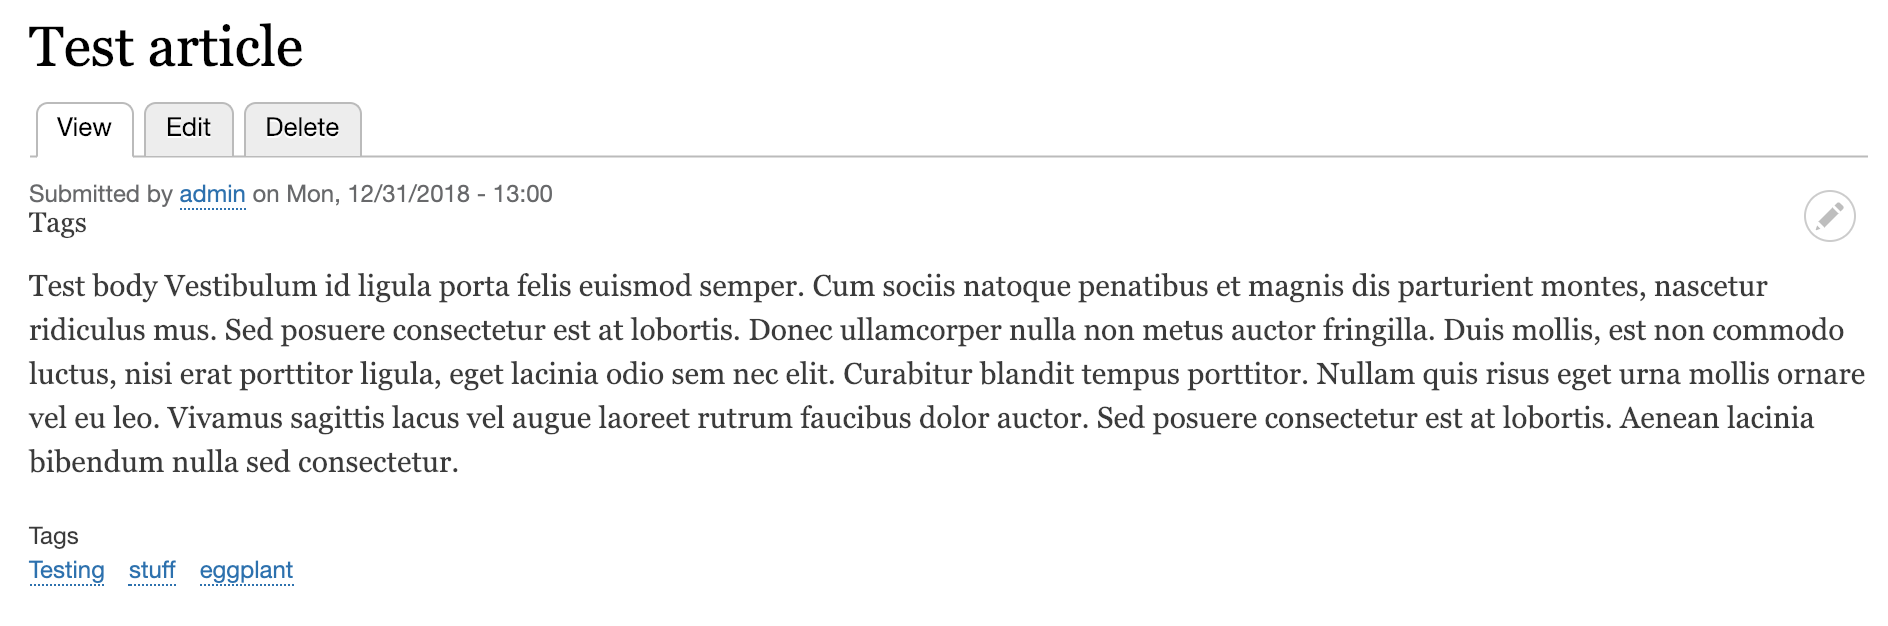 Test article
View Edit Delete
Submitted by admin on Mon, 12/31/2018 - 13:00
Tags
Test body Vestibulum id ligula porta felis euismod semper. Cum sociis natoque penatibus et magnis dis parturient montes, nascetur
ridiculus mus. Sed posuere consectetur est at lobortis. Donec ullamcorper nulla non metus auctor fringilla. Duis mollis, est non commodo
luctus, nisi erat porttitor ligula, eget lacinia odio sem nec elit. Curabitur blandit tempus porttitor. Nullam quis risus eget urna mollis ornare
vel eu leo. Vivamus sagittis lacus vel augue laoreet rutrum faucibus dolor auctor. Sed posuere consectetur est at lobortis. Aenean lacinia
bibendum nulla sed consectetur.
Tags
Testing stuff eggplant